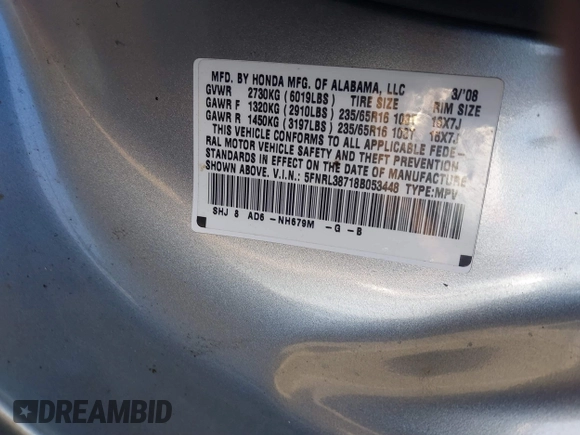 MFD. BY HONDA MFG. OF ALABAMA, LLC 3/'08
GVWR 2730KG (6019LBS) TIRE SIZE RIM SIZE
GAWR F 1320KG (2910LBS) 235/65R16 103T 16X7J
GAWR R 1450KG (3197LBS) 235/65R16 103T 16X7J
THIS VEHICLE CONFORMS TO ALL APPLICABLE FEDE-
RAL MOTOR VEHICLE SAFETY AND THEFT PREVENTION
STANDARDS IN EFFECT ON THE DATE OF MANUFACTURE
SHOWN ABOVE. V.I.N.: 5FNRL38718B053448 TYPE:MPV
SHJ 8 AD6 -NH679M -G -B
DREAMBID